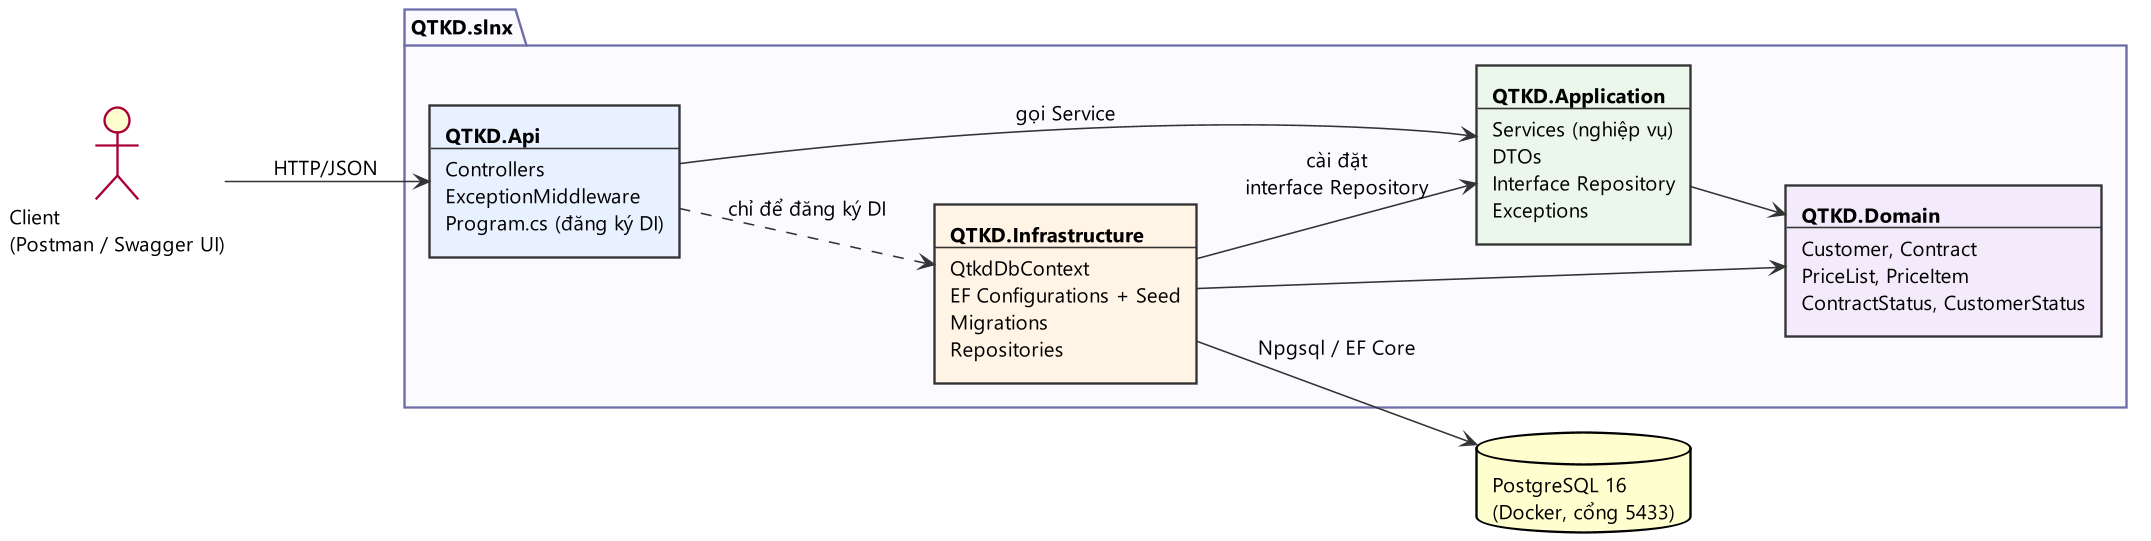 QTKD.slnx
Client
(Postman / Swagger UI)
HTTP/JSON
QTKD.Api
Controllers
ExceptionMiddleware
Program.cs (đăng ký DI)
gọi Service
chỉ để đăng ký DI
QTKD.Infrastructure
QtkdDbContext
EF Configurations + Seed
Migrations
Repositories
cài đặt
interface Repository
Npgsql / EF Core
QTKD.Application
Services (nghiệp vụ)
DTOs
Interface Repository
Exceptions
QTKD.Domain
Customer, Contract
PriceList, PriceItem
ContractStatus, CustomerStatus
PostgreSQL 16
(Docker, cổng 5433)